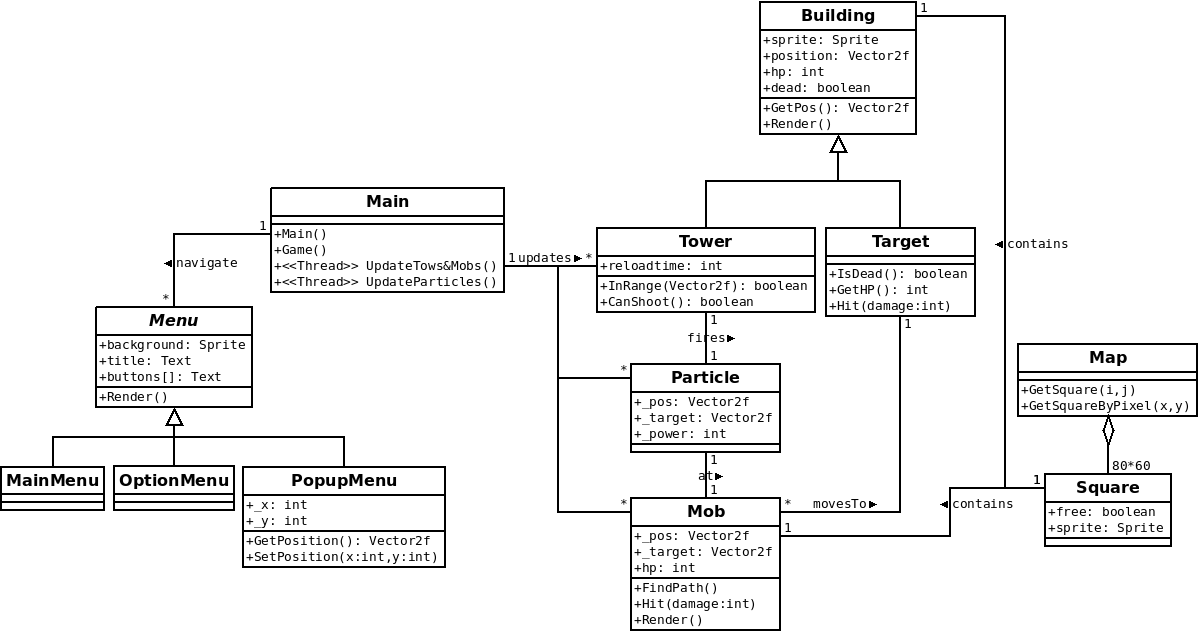 Building
+sprite: Sprite
+position: Vector2f
+hp: int
+dead: boolean
+GetPos(): Vector2f
+Render()
1
Main
+Main()
+Game()
+<<Thread>> UpdateTows&Mobs()
+<<Thread>> UpdateParticles()
1
◄navigate
*
1updates► *
Tower
+reloadtime: int
+InRange(Vector2f): boolean
+CanShoot(): boolean
Target
+IsDead(): boolean
+GetHP(): int
+Hit(damage:int)
◄contains
Menu
+background: Sprite
+title: Text
+buttons[]: Text
+Render()
1
fires►
1
1
*
Particle
+_pos: Vector2f
+_target: Vector2f
+_power: int
Map
+GetSquare(i,j)
+GetSquareByPixel(x,y)
80*60
MainMenu
OptionMenu
PopupMenu
+_x: int
+_y: int
+GetPosition(): Vector2f
+SetPosition(x:int,y:int)
1
at►
1
*
Mob
+_pos: Vector2f
+_target: Vector2f
+hp: int
+FindPath()
+Hit(damage:int)
+Render()
* movesTo►
1
◄contains
1
Square
+free: boolean
+sprite: Sprite